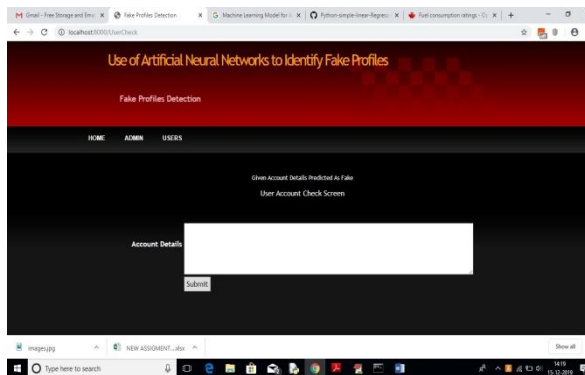 Gmail - Free Storage and Ema
Fake Profiles Detection
Machine Learning Model for A
Python-simple-linear-Regress
Fuel consumption ratings - O
localhost:8000/UserCheck
Use of Artificial Neural Networks to Identify Fake Profiles
Fake Profiles Detection
HOME ADMIN USERS
Given Account Details Predicted As Fake
User Account Check Screen
Account Details
Submit
images.jpg
NEW ASSIGMENT....xlsx
Show all
Type here to search
14:19
15-12-2019